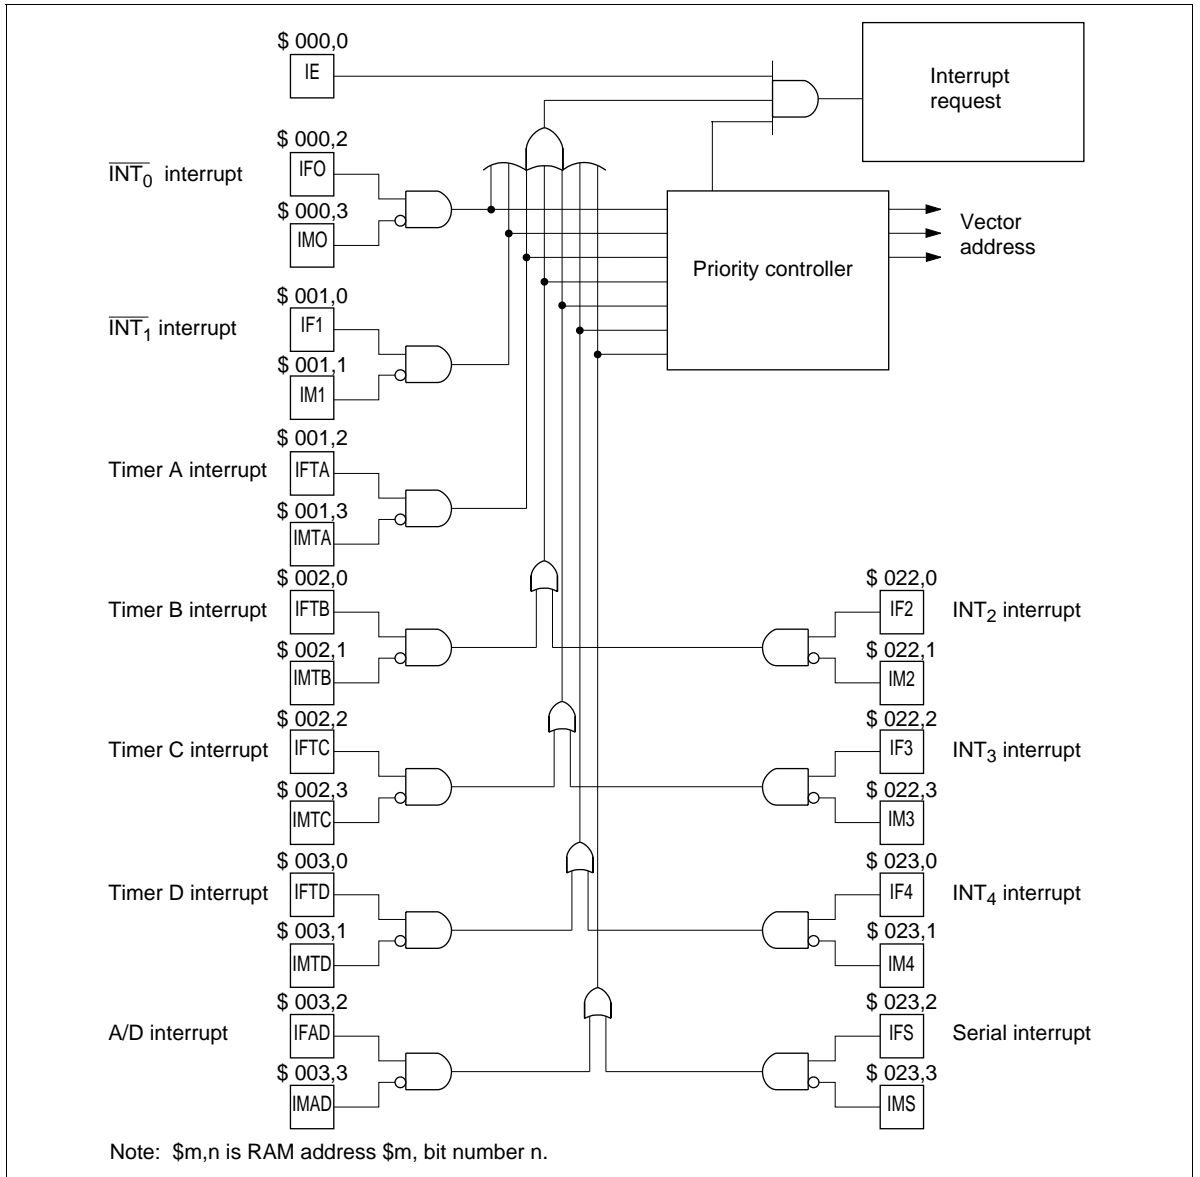 $ 000,0
IE
Interrupt
request
$ 000,2
IFO
INT0 interrupt
$ 000,3
IMO
Vector
address
Priority controller
$ 001,0
IF1
INT1 interrupt
$ 001,1
IM1
$ 001,2
IFTA
Timer A interrupt
$ 001,3
IMTA
$ 002,0
IFTB
Timer B interrupt
$ 002,1
IMTB
$ 022,0
IF2
INT2 interrupt
$ 022,1
IM2
$ 002,2
IFTC
Timer C interrupt
$ 002,3
IMTC
$ 022,2
IF3
INT3 interrupt
$ 022,3
IM3
$ 003,0
IFTD
Timer D interrupt
$ 003,1
IMTD
$ 023,0
IF4
INT4 interrupt
$ 023,1
IM4
$ 003,2
IFAD
A/D interrupt
$ 003,3
IMAD
$ 023,2
IFS
Serial interrupt
$ 023,3
IMS
Note: $m,n is RAM address $m, bit number n.